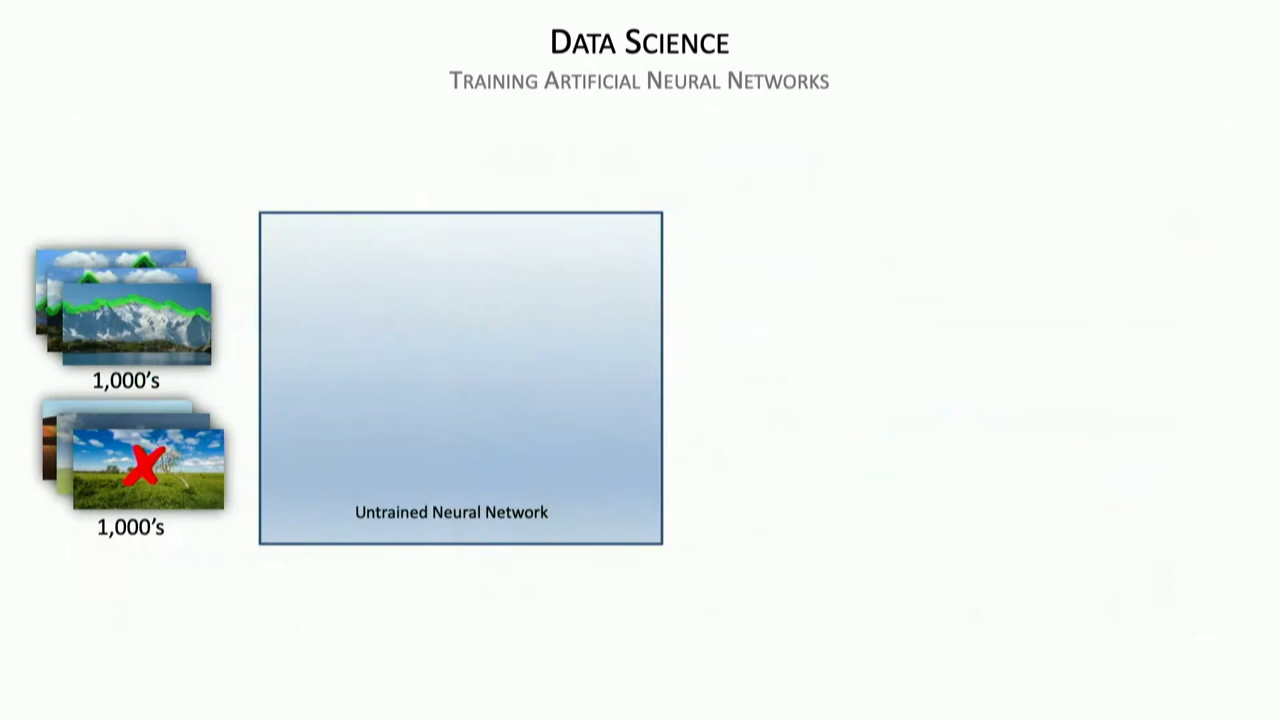 DATA SCIENCE
TRAINING ARTIFICIAL NEURAL NETWORKS
1,000's
1,000's
Untrained Neural Network